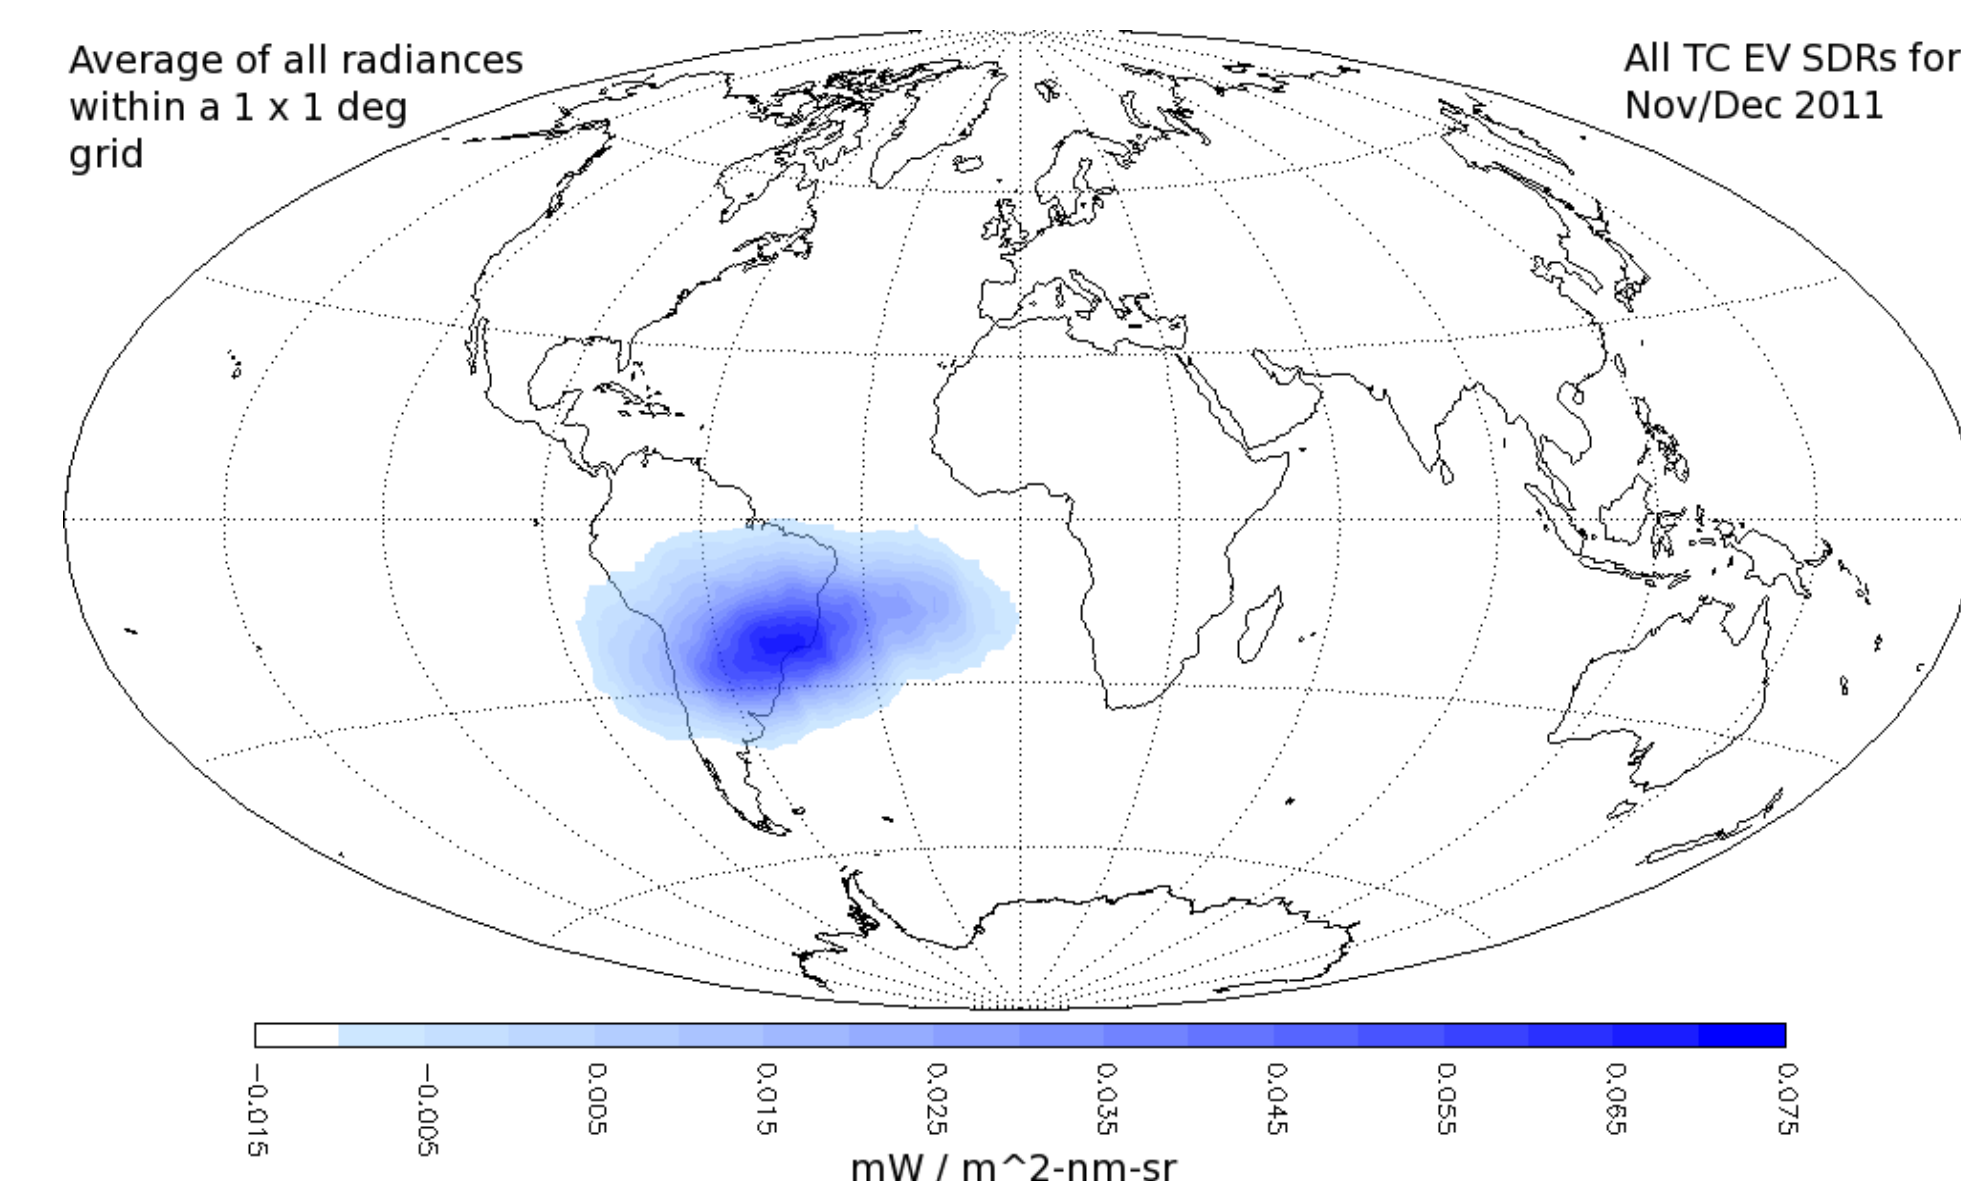 Average of all radiances
within a 1 x 1 deg
grid
All TC EV SDRs for
Nov/Dec 2011
−0.015
−0.005
0.005
0.015
0.025
0.035
0.045
0.055
0.065
0.075
mW / m^2-nm-sr